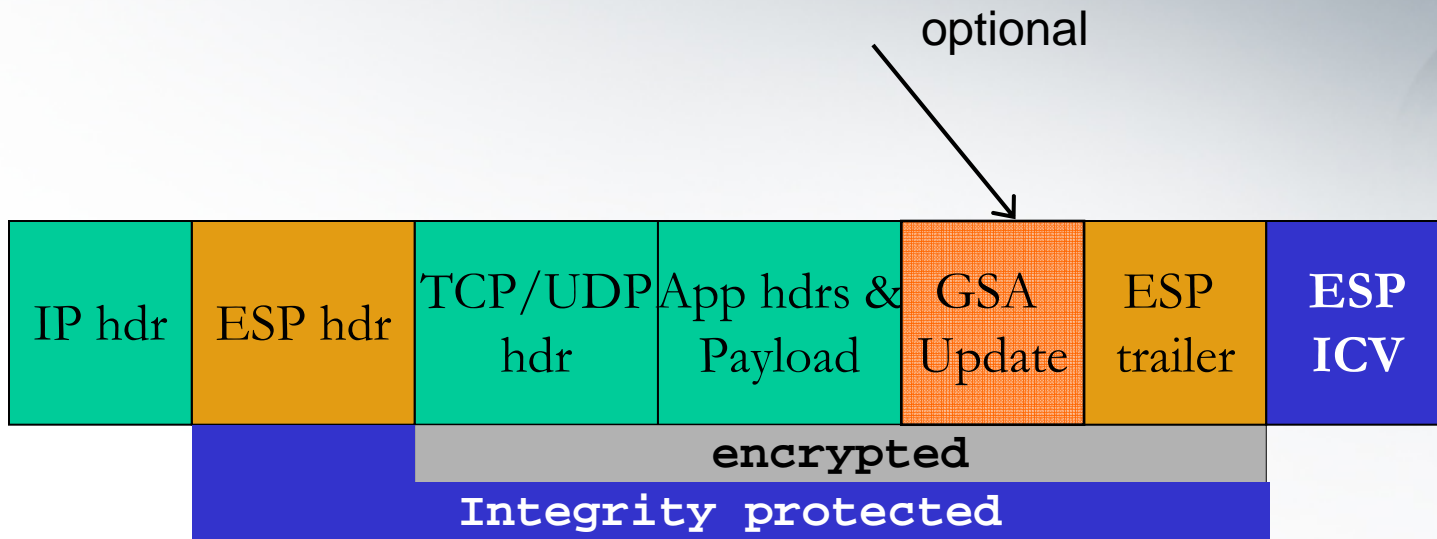 optional
IP hdr
ESP hdr
TCP/UDP
hdr
App hdrs &
Payload
GSA
Update
ESP
trailer
ESP
ICV
encrypted
Integrity protected